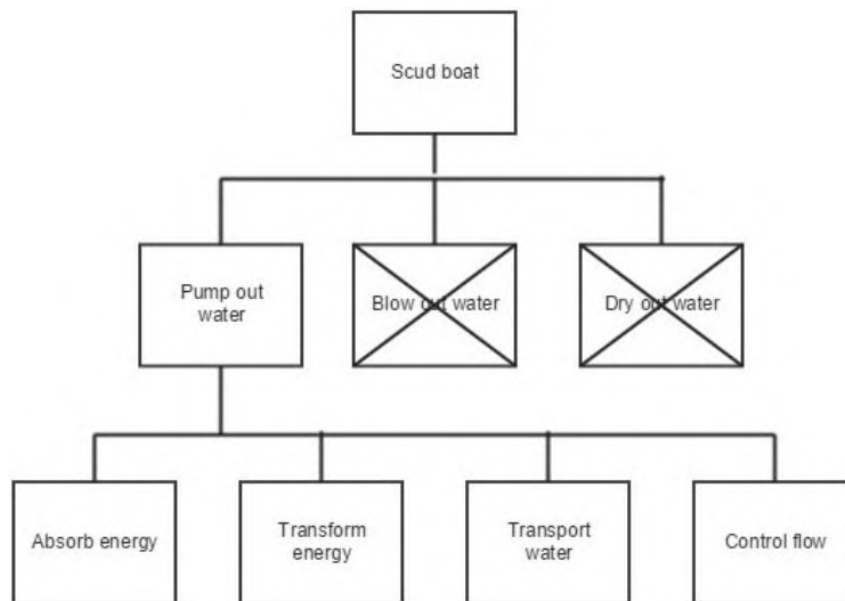 Scud boat
Pump out
water
Blow out water
Dry out water
Absorb energy
Transform
energy
Transport
water
Control flow